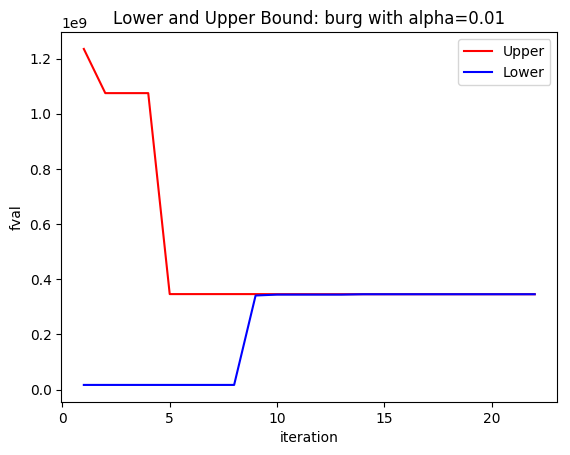 Lower and Upper Bound: burg with alpha=0.01
1e9
Upper
Lower
1.2
1.0
0.8
0.6
0.4
0.2
0.0
fval
0
5
10
15
20
iteration